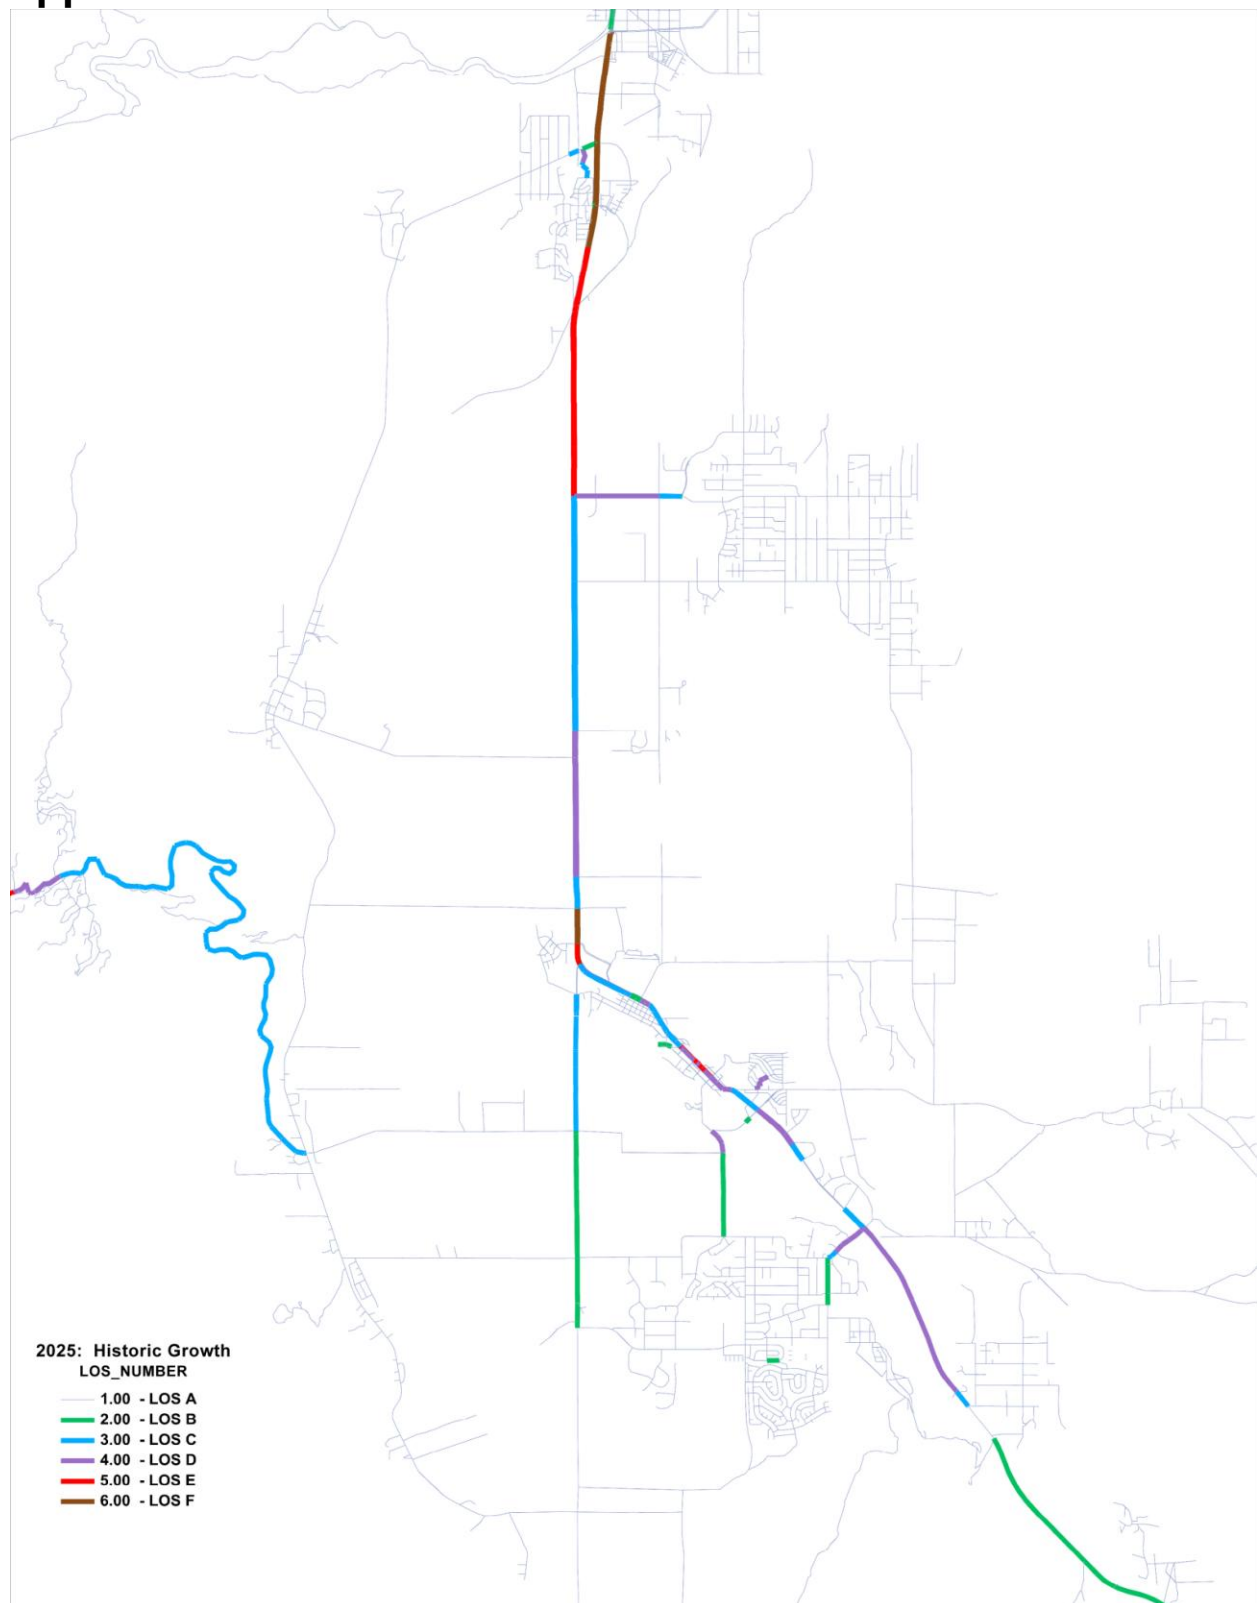 2025: Historic Growth
LOS_NUMBER
1.00 - LOS A
2.00 - LOS B
3.00 - LOS C
4.00 - LOS D
5.00 - LOS E
6.00 - LOS F